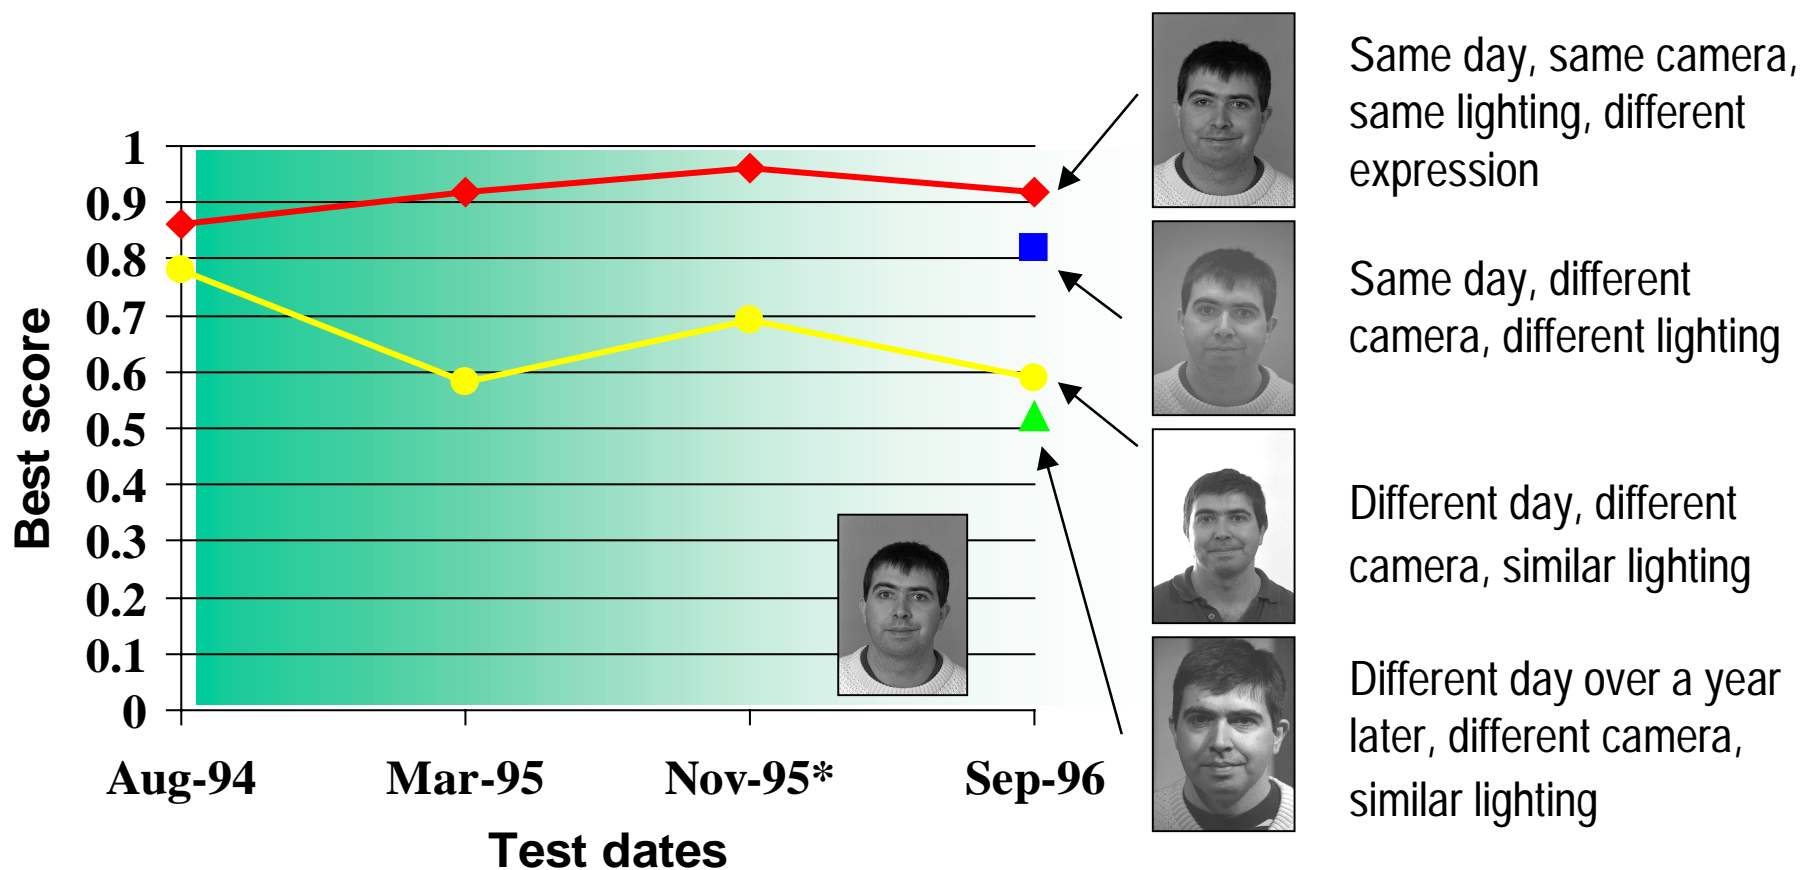 Same day, same camera,
same lighting, different
expression
Same day, different
camera, different lighting
Different day, different
camera, similar lighting
Different day over a year
later, different camera,
similar lighting
Best score
1
0.9
0.8
0.7
0.6
0.5
0.4
0.3
0.2
0.1
0
Aug-94 Mar-95 Nov-95* Sep-96
Test dates